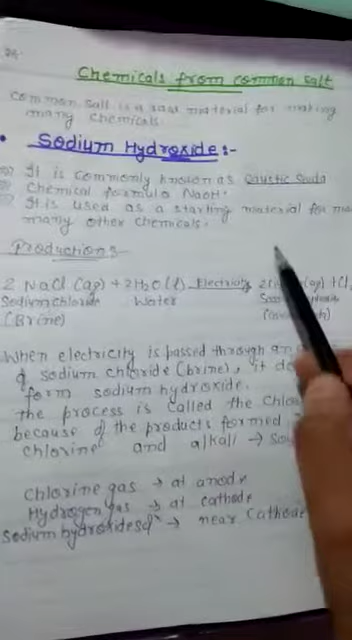 Chemicals from common salt
Common salt is a raw material for making
many chemicals.
Sodium Hydroxide:-
It is commonly known as Caustic Soda
Chemical formula NaOH.
It is used as a starting material for
many other chemicals.
Productions
2 NaCl (aq) + 2H2O (l) Electricity
Sodium chloride Water
(Brine)
When electricity is passed through
of sodium chloride (brine), it
form sodium hydroxide.
the process is called the
because of the products formed
chlorine and alkali →
Chlorine gas → at anode
Hydrogen gas → at cathode
Sodium hydroxide solⁿ → near cathode